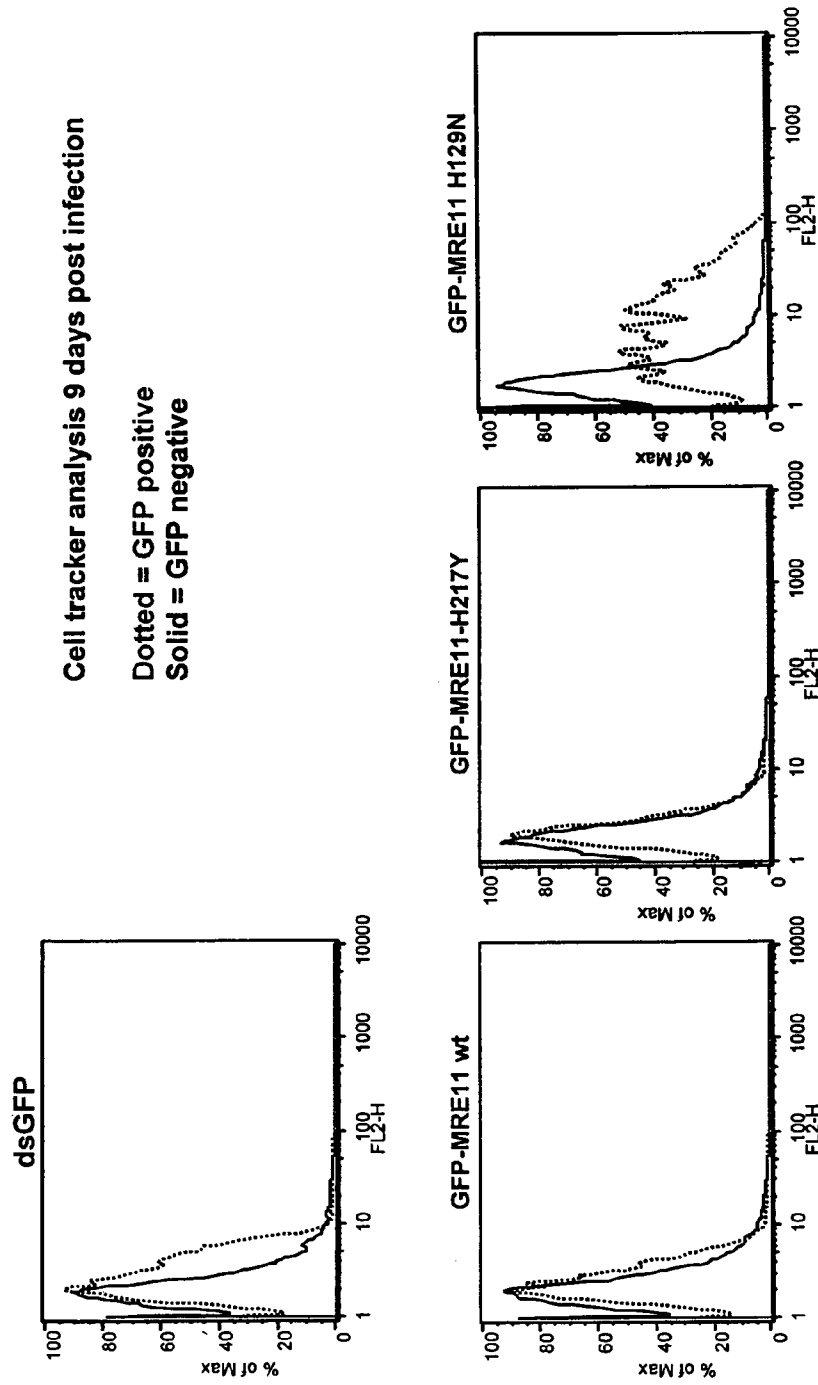 Cell tracker analysis 9 days post infection
Dotted = GFP positive
Solid = GFP negative
dsGFP
% of Max
100
80
60
40
20
0
1
10
100
1000
10000
FL2-H
GFP-MRE11 wt
% of Max
100
80
60
40
20
0
1
10
100
1000
10000
FL2-H
GFP-MRE11-H217Y
% of Max
100
80
60
40
20
0
1
10
100
1000
10000
FL2-H
GFP-MRE11 H129N
% of Max
100
80
60
40
20
0
1
10
100
1000
10000
FL2-H